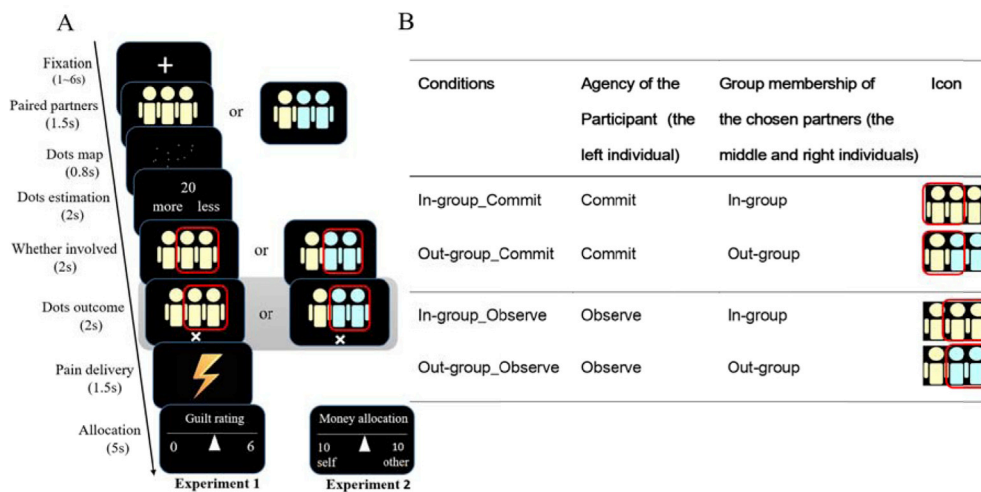 A
Fixation
(1~6s)
Paired partners
(1.5s)
or
Dots map
(0.8s)
Dots estimation
(2s)
20
more less
Whether involved
(2s)
or
Dots outcome
(2s)
or
Pain delivery
(1.5s)
Allocation
(5s)
Guilt rating
0 6
Money allocation
10 10
self other
Experiment 1 Experiment 2
B
Conditions
Agency of the
Participant (the
left individual)
Group membership of
the chosen partners (the
middle and right individuals)
Icon
In-group_Commit Commit In-group
Out-group_Commit Commit Out-group
In-group_Observe Observe In-group
Out-group_Observe Observe Out-group